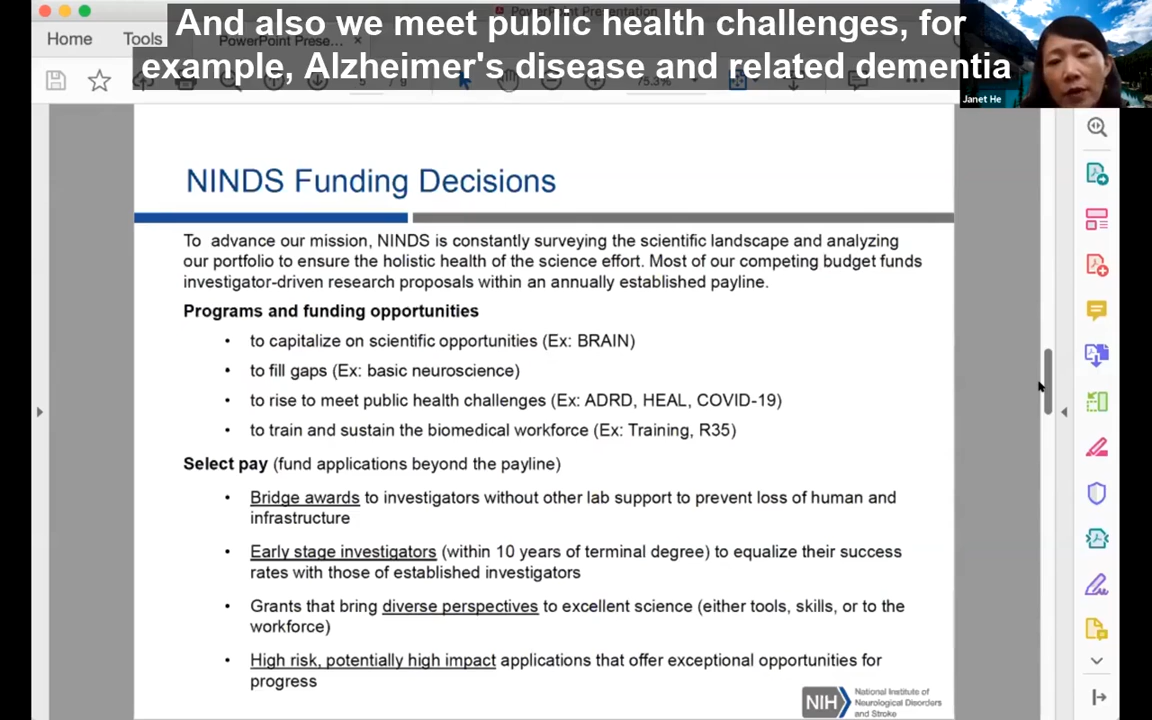 And also we meet public health challenges, for
example, Alzheimer's disease and related dementia
PowerPoint Presentation
Home
Tools
PowerPoint Prese...
75.3%
Janet He
NINDS Funding Decisions
To advance our mission, NINDS is constantly surveying the scientific landscape and analyzing
our portfolio to ensure the holistic health of the science effort. Most of our competing budget funds
investigator-driven research proposals within an annually established payline.
Programs and funding opportunities
• to capitalize on scientific opportunities (Ex: BRAIN)
• to fill gaps (Ex: basic neuroscience)
• to rise to meet public health challenges (Ex: ADRD, HEAL, COVID-19)
• to train and sustain the biomedical workforce (Ex: Training, R35)
Select pay (fund applications beyond the payline)
• Bridge awards to investigators without other lab support to prevent loss of human and
infrastructure
• Early stage investigators (within 10 years of terminal degree) to equalize their success
rates with those of established investigators
• Grants that bring diverse perspectives to excellent science (either tools, skills, or to the
workforce)
• High risk, potentially high impact applications that offer exceptional opportunities for
progress
NIH
National Institute of
Neurological Disorders
and Stroke